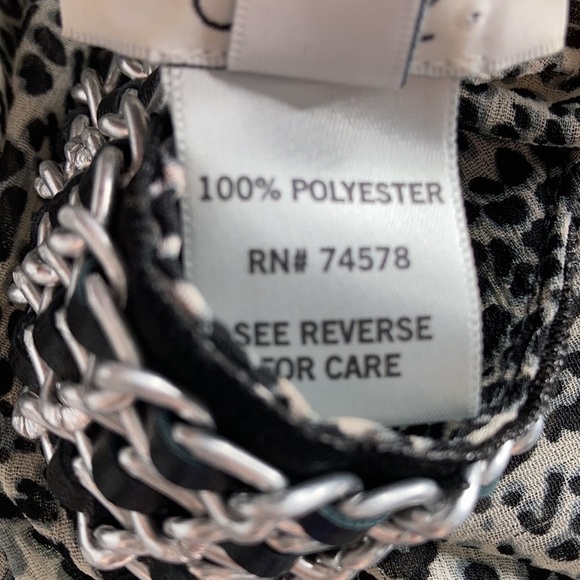 100% POLYESTER
RN# 74578
SEE REVERSE
FOR CARE